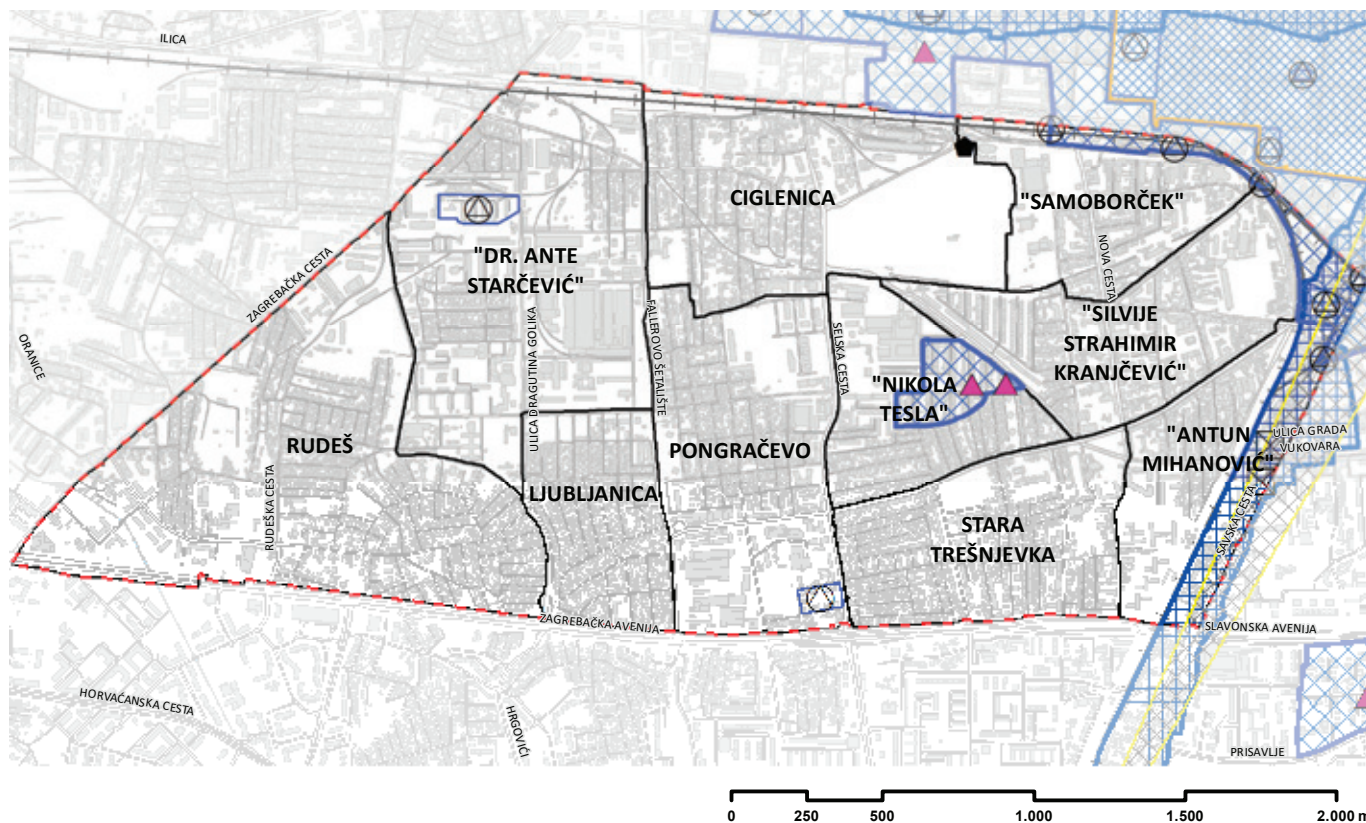 ILICA
CIGLENICA
"SAMOBORČEK"
NOVA CESTA
"DR. ANTE
STARČEVIĆ"
ZAGREBAČKA CESTA
ORANICE
ULICA DRAGUTINA GOLIKA
FALLEROVO ŠETALIŠTE
SELSKA CESTA
"SILVIJE
STRAHIMIR
KRANJČEVIĆ"
"NIKOLA
TESLA"
RUDEŠ
RUDEŠKA CESTA
LJUBLJANICA
PONGRAČEVO
"ANTUN
MIHANOVIĆ"
ULICA GRADA
VUKOVARA
SAVSKA CESTA
STARA
TREŠNJEVKA
ZAGREBAČKA AVENIJA
SLAVONSKA AVENIJA
HORVAĆANSKA CESTA
HRGOVIĆI
PRISAVLJE
0 250 500 1.000 1.500 2.000 m